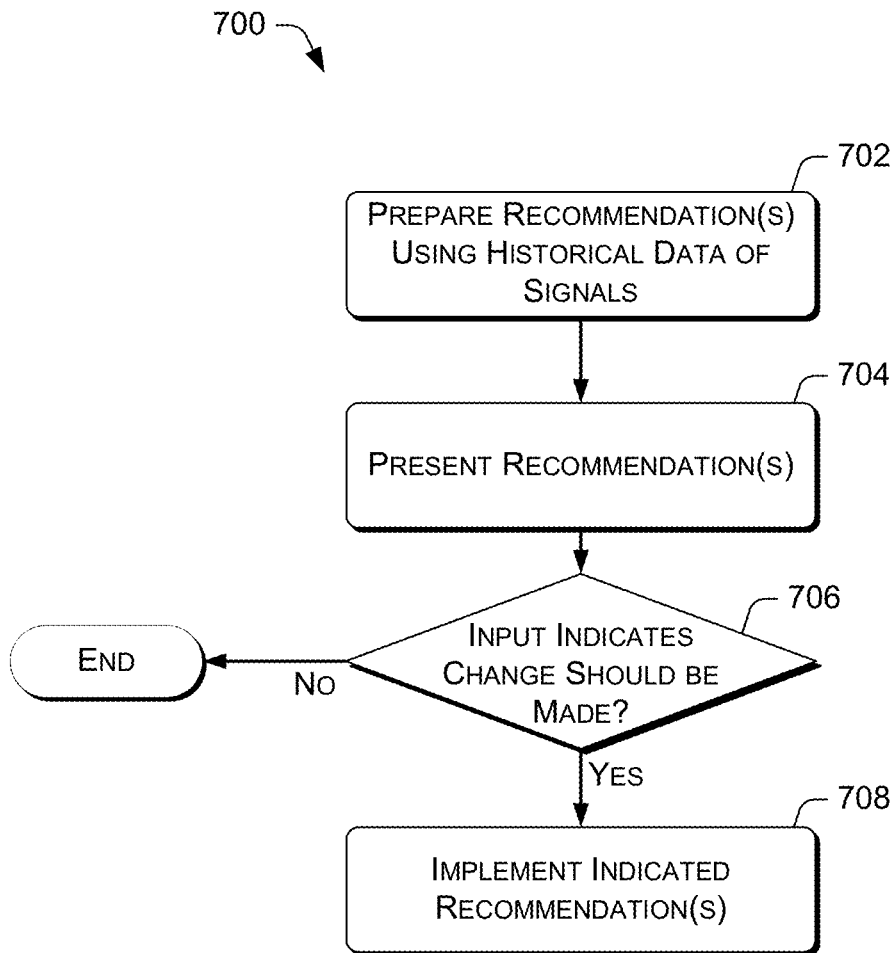 700
702
PREPARE RECOMMENDATION(S)
USING HISTORICAL DATA OF
SIGNALS
704
PRESENT RECOMMENDATION(S)
706
INPUT INDICATES
CHANGE SHOULD BE
MADE?
END
NO
YES
708
IMPLEMENT INDICATED
RECOMMENDATION(S)